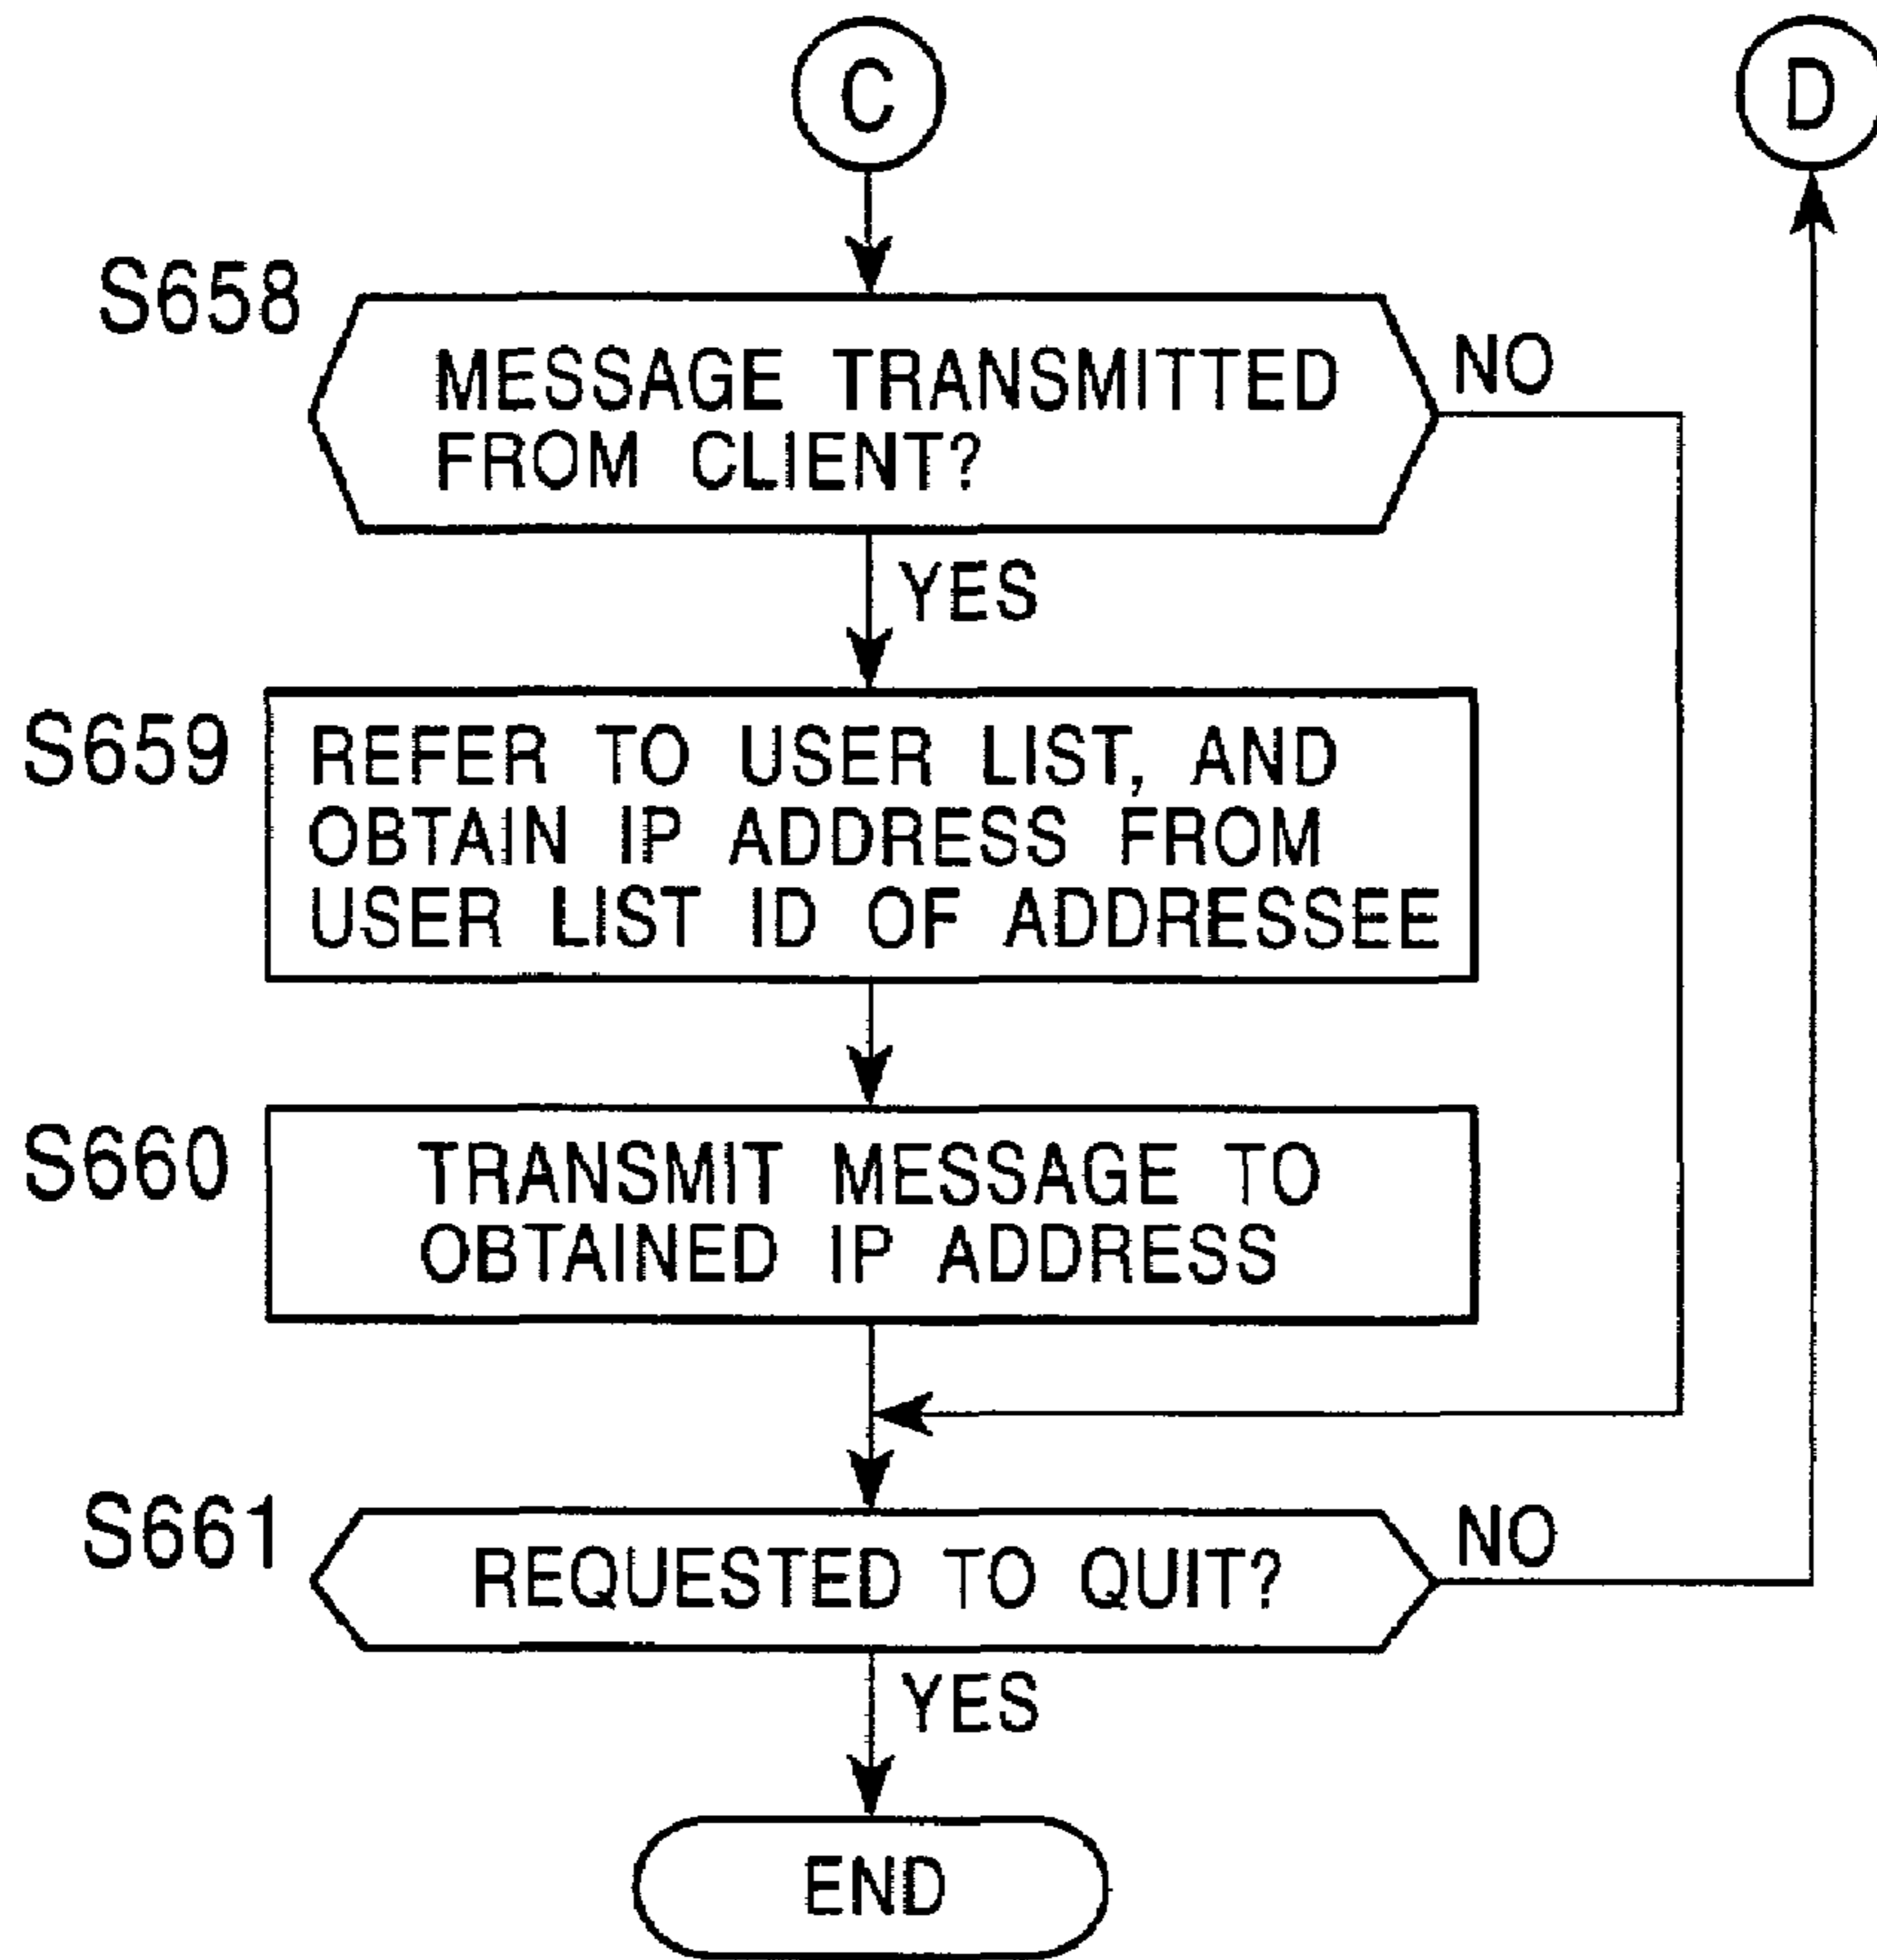 C
D
S658
MESSAGE TRANSMITTED
FROM CLIENT?
NO
YES
S659
REFER TO USER LIST, AND
OBTAIN IP ADDRESS FROM
USER LIST ID OF ADDRESSEE
S660
TRANSMIT MESSAGE TO
OBTAINED IP ADDRESS
S661
REQUESTED TO QUIT?
NO
YES
END